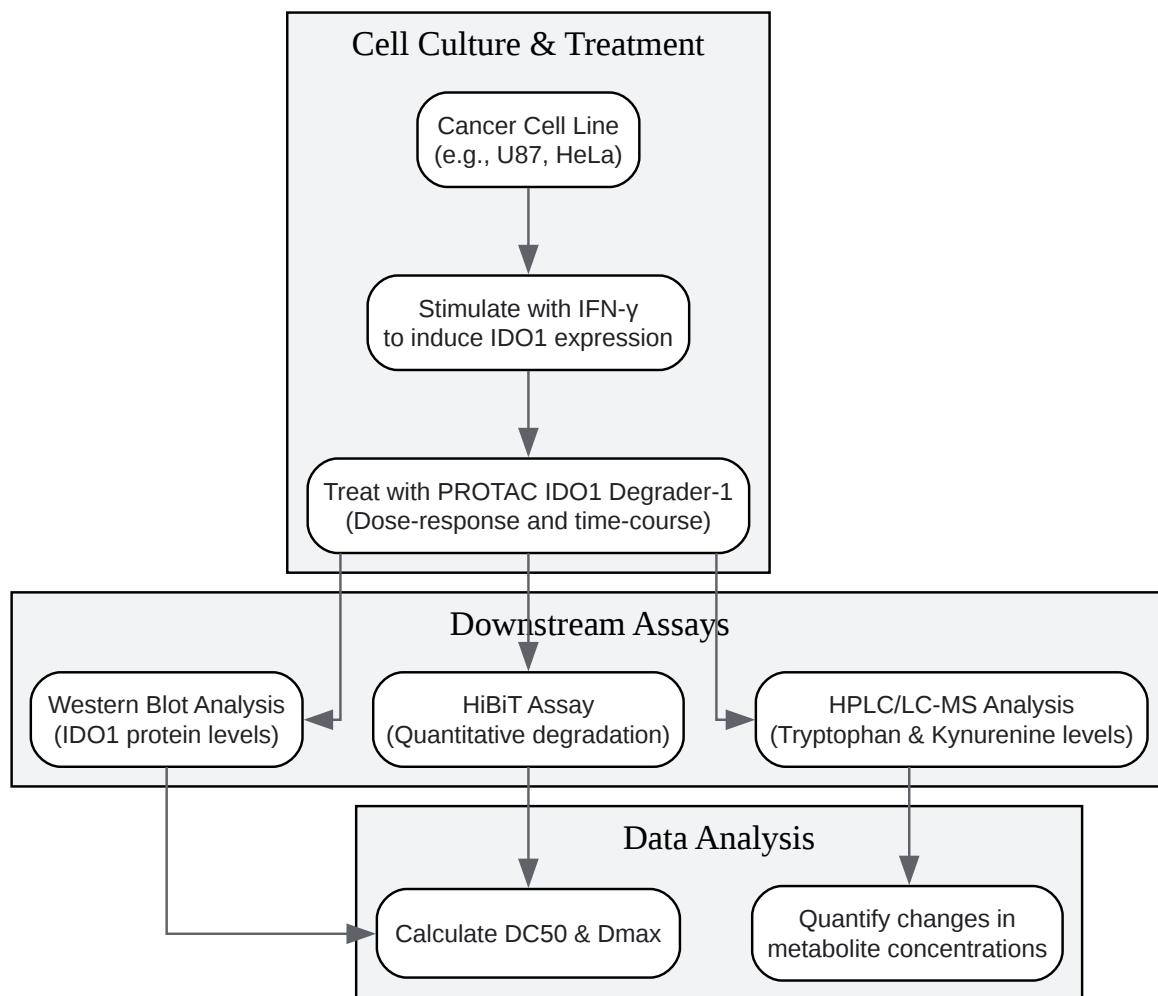 Cell Culture & Treatment
Cancer Cell Line
(e.g., U87, HeLa)
Stimulate with IFN-γ
to induce IDO1 expression
Treat with PROTAC IDO1 Degrader-1
(Dose-response and time-course)
Downstream Assays
Western Blot Analysis
(IDO1 protein levels)
HiBiT Assay
(Quantitative degradation)
HPLC/LC-MS Analysis
(Tryptophan & Kynurenine levels)
Data Analysis
Calculate DC50 & Dmax
Quantify changes in
metabolite concentrations